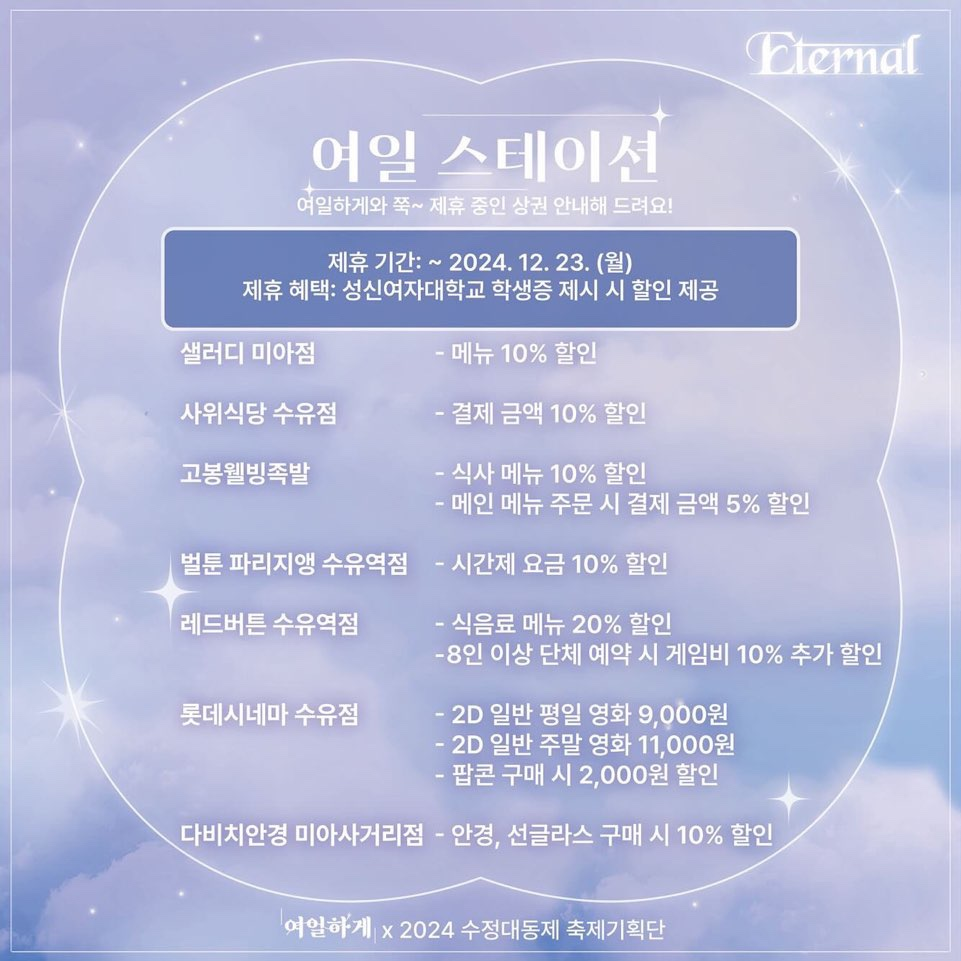 Eternal
여일 스테이션
여일하게와 쭉~ 제휴 중인 상권 안내해 드려요!
제휴 기간: ~ 2024. 12. 23. (월)
제휴 혜택: 성신여자대학교 학생증 제시 시 할인 제공
샐러디 미아점 - 메뉴 10% 할인
사위식당 수유점 - 결제 금액 10% 할인
고봉웰빙족발 - 식사 메뉴 10% 할인
- 메인 메뉴 주문 시 결제 금액 5% 할인
벌툰 파리지앵 수유역점 - 시간제 요금 10% 할인
레드버튼 수유역점 - 식음료 메뉴 20% 할인
-8인 이상 단체 예약 시 게임비 10% 추가 할인
롯데시네마 수유점 - 2D 일반 평일 영화 9,000원
- 2D 일반 주말 영화 11,000원
- 팝콘 구매 시 2,000원 할인
다비치안경 미아사거리점 - 안경, 선글라스 구매 시 10% 할인
여일하게 x 2024 수정대동제 축제기획단